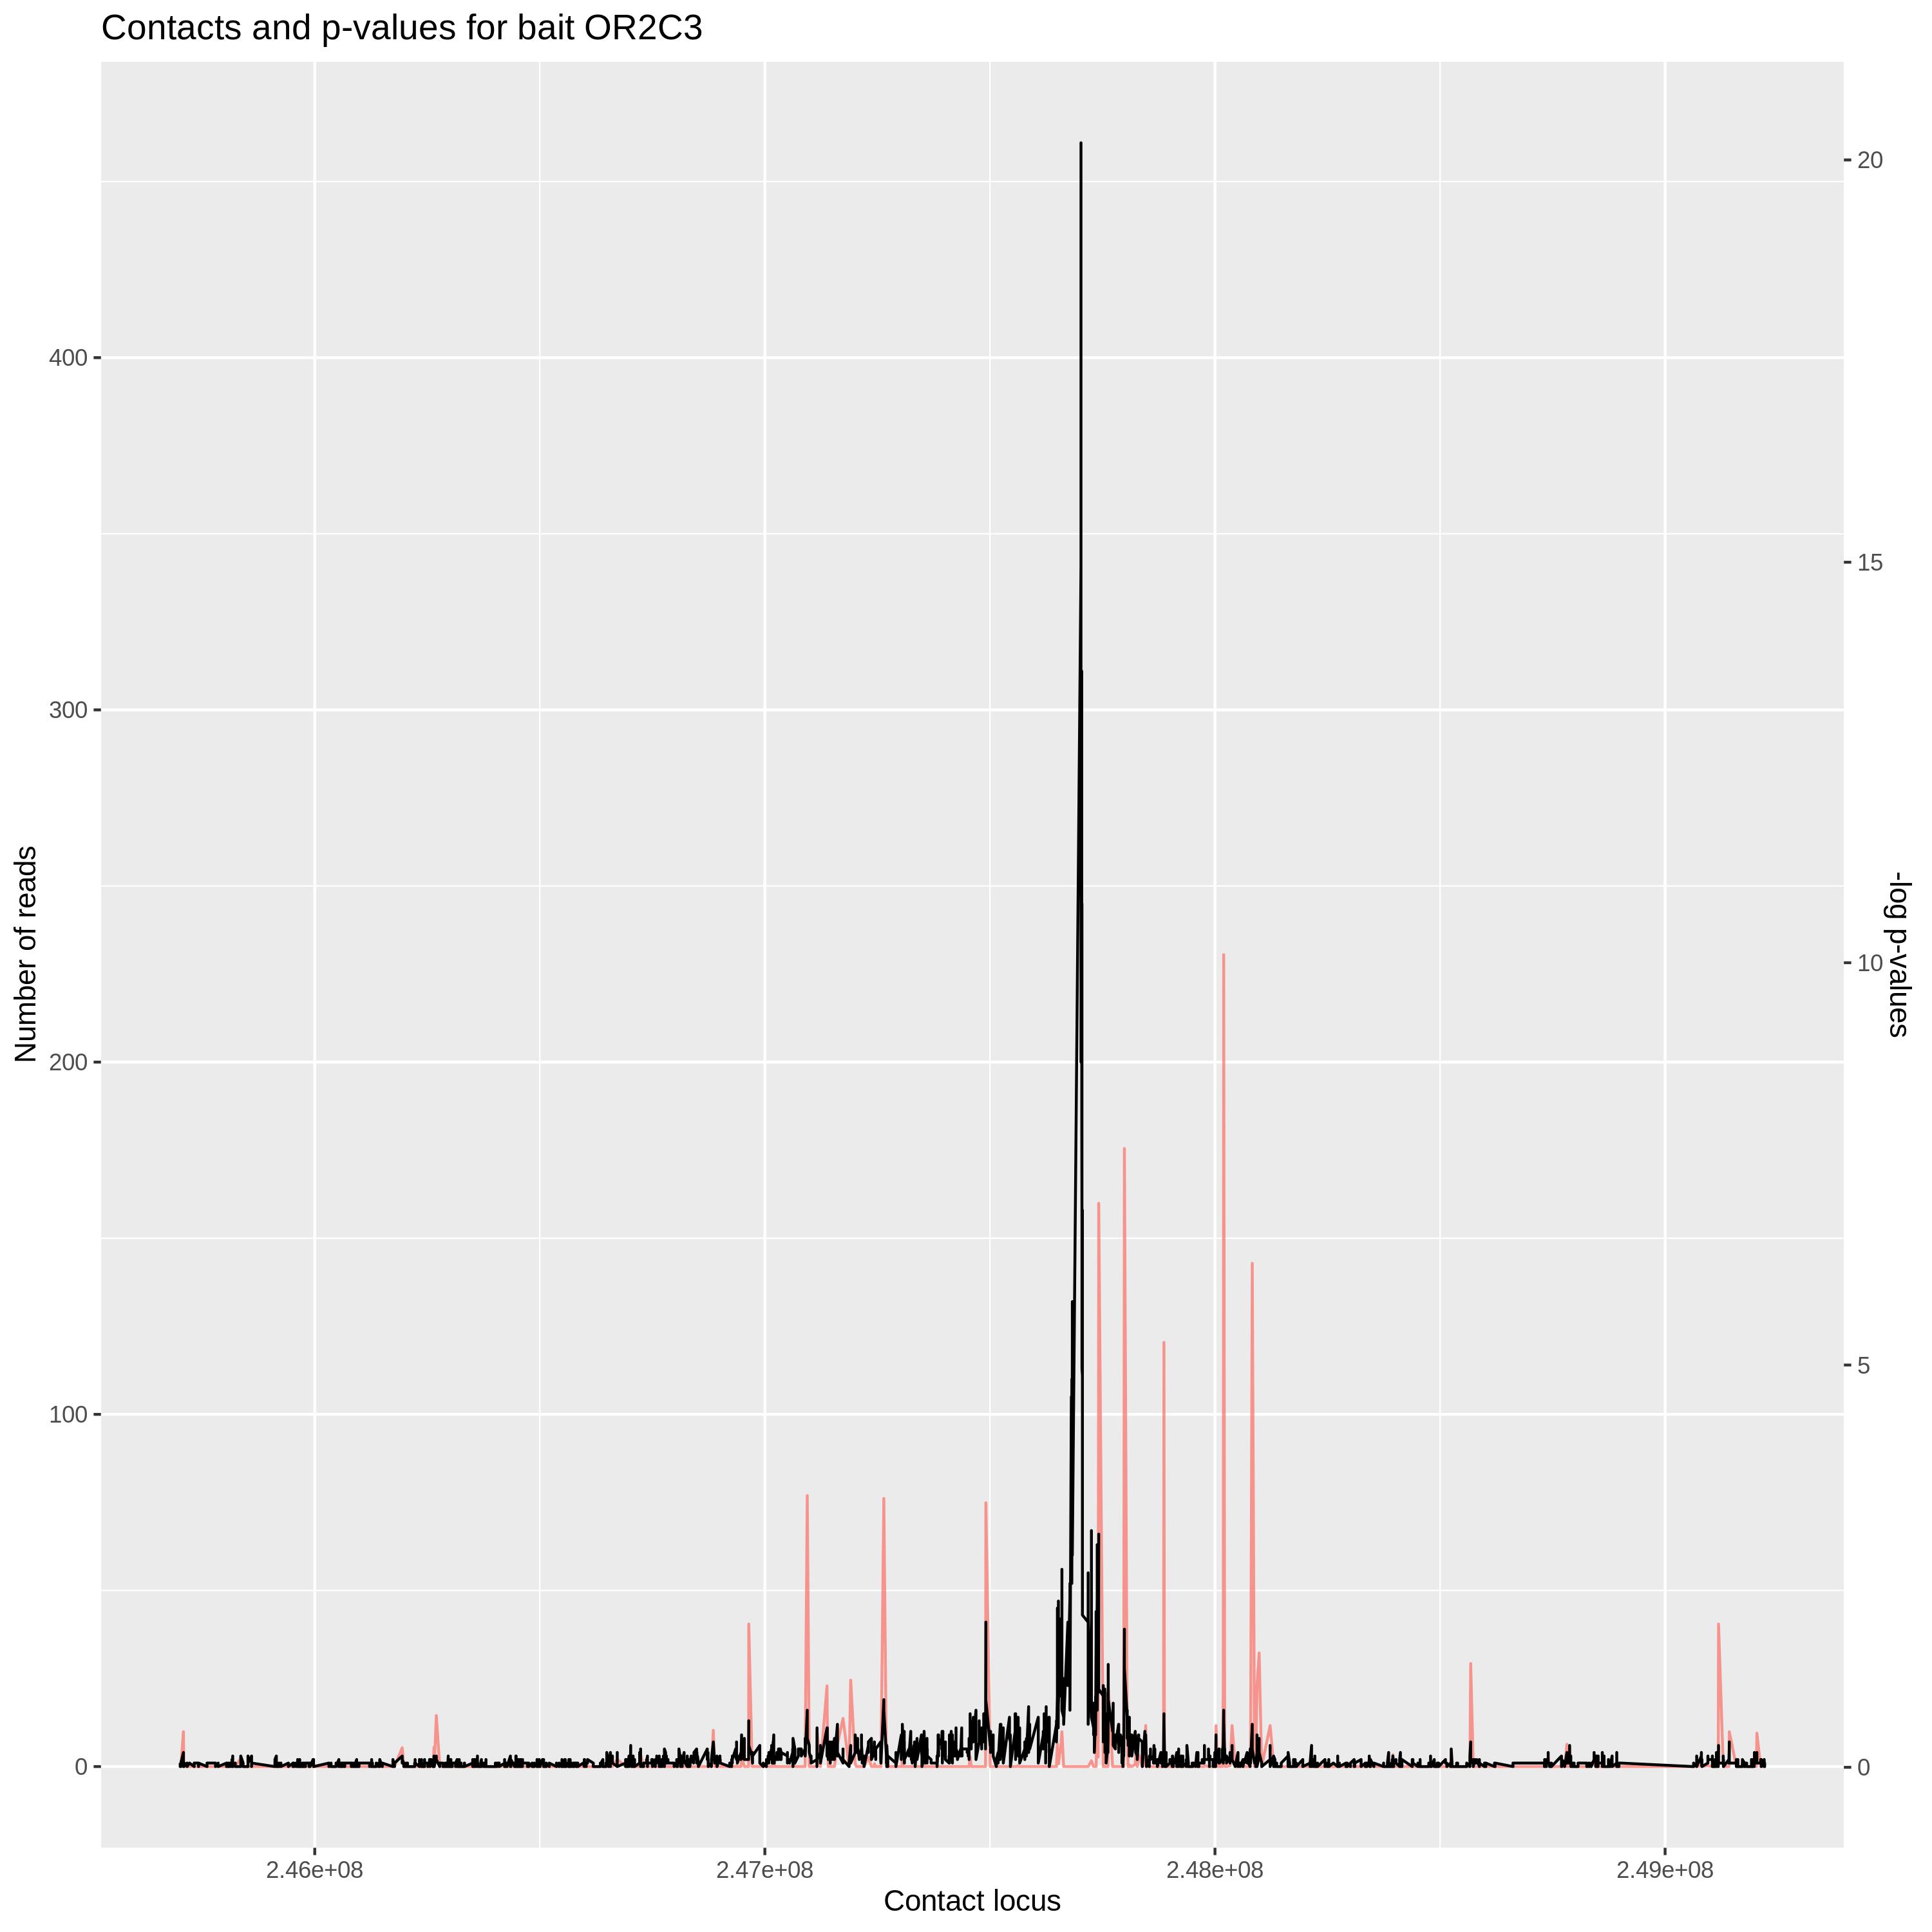 Contacts and p-values for bait OR2C3
Number of reads
400
300
200
100
0
20
15
10
5
0
-log p-values
2.46e+08 2.47e+08 2.48e+08 2.49e+08
Contact locus